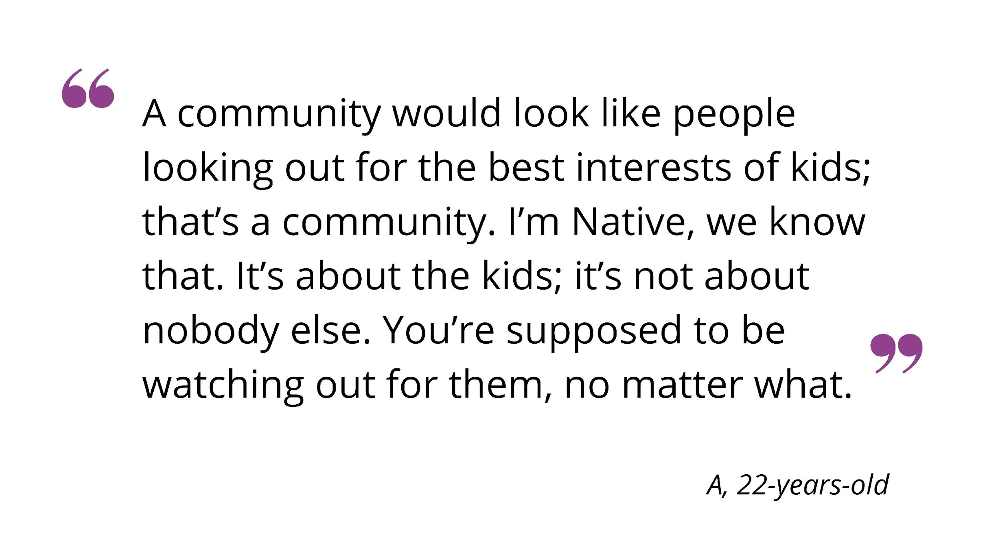 “A community would look like people
looking out for the best interests of kids;
that’s a community. I’m Native, we know
that. It’s about the kids; it’s not about
nobody else. You’re supposed to be
watching out for them, no matter what.”
A, 22-years-old